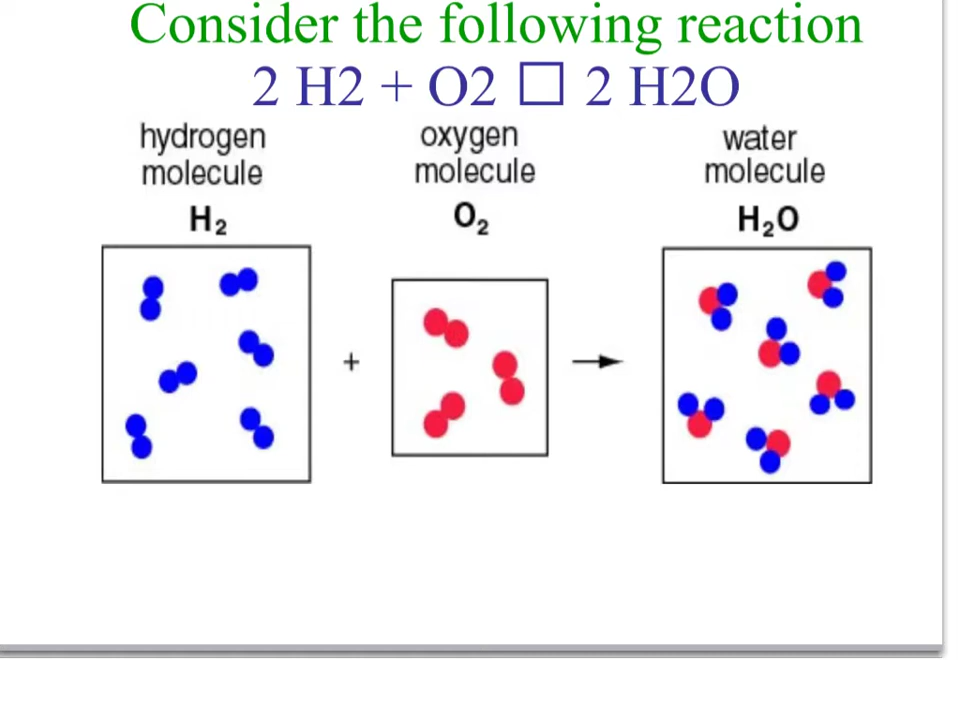 Consider the following reaction
2 H2 + O2 □ 2 H2O
hydrogen molecule
oxygen molecule
water molecule
H₂
O₂
H₂O
+